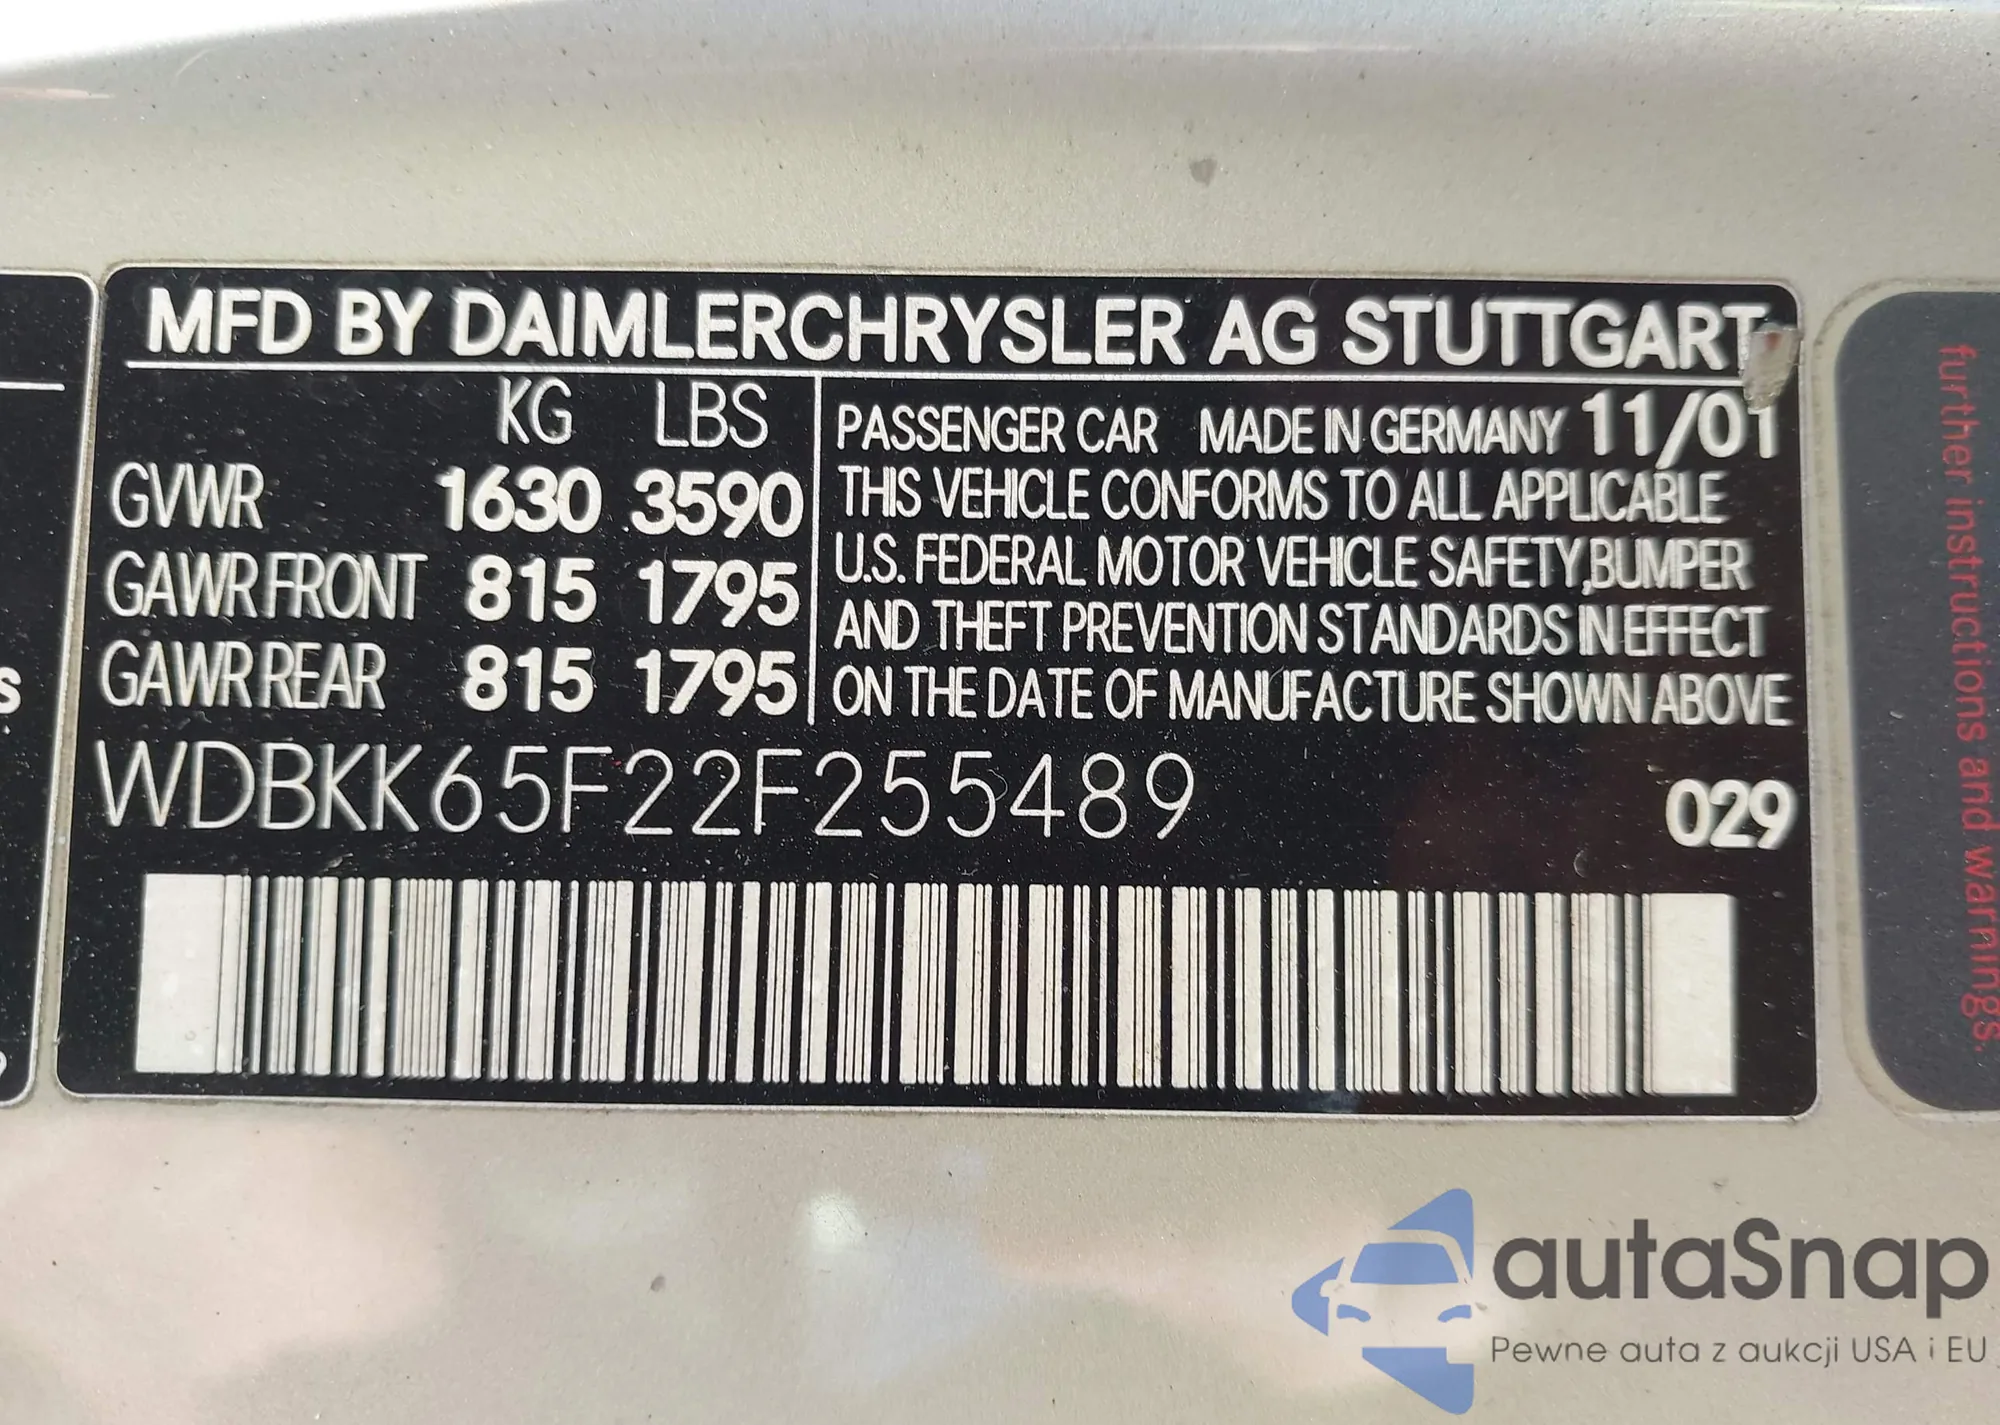 MFD BY DAIMLERCHRYSLER AG STUTTGART
KG LBS
GVWR 1630 3590
GAWR FRONT 815 1795
GAWR REAR 815 1795
PASSENGER CAR MADE IN GERMANY 11/01
THIS VEHICLE CONFORMS TO ALL APPLICABLE
U.S. FEDERAL MOTOR VEHICLE SAFETY,BUMPER
AND THEFT PREVENTION STANDARDS IN EFFECT
ON THE DATE OF MANUFACTURE SHOWN ABOVE
WDBKK65F22F255489
029
further instructions and warnings.
autaSnap
Pewne auta z aukcji USA i EU